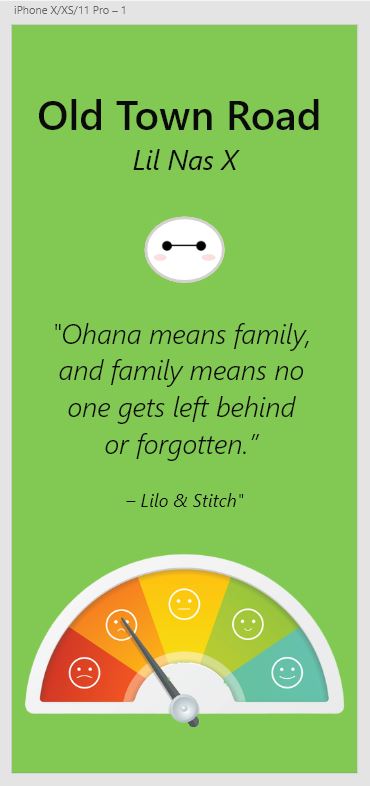 iPhone X/XS/11 Pro – 1
Old Town Road
Lil Nas X
"Ohana means family,
and family means no
one gets left behind
or forgotten.”
– Lilo & Stitch"